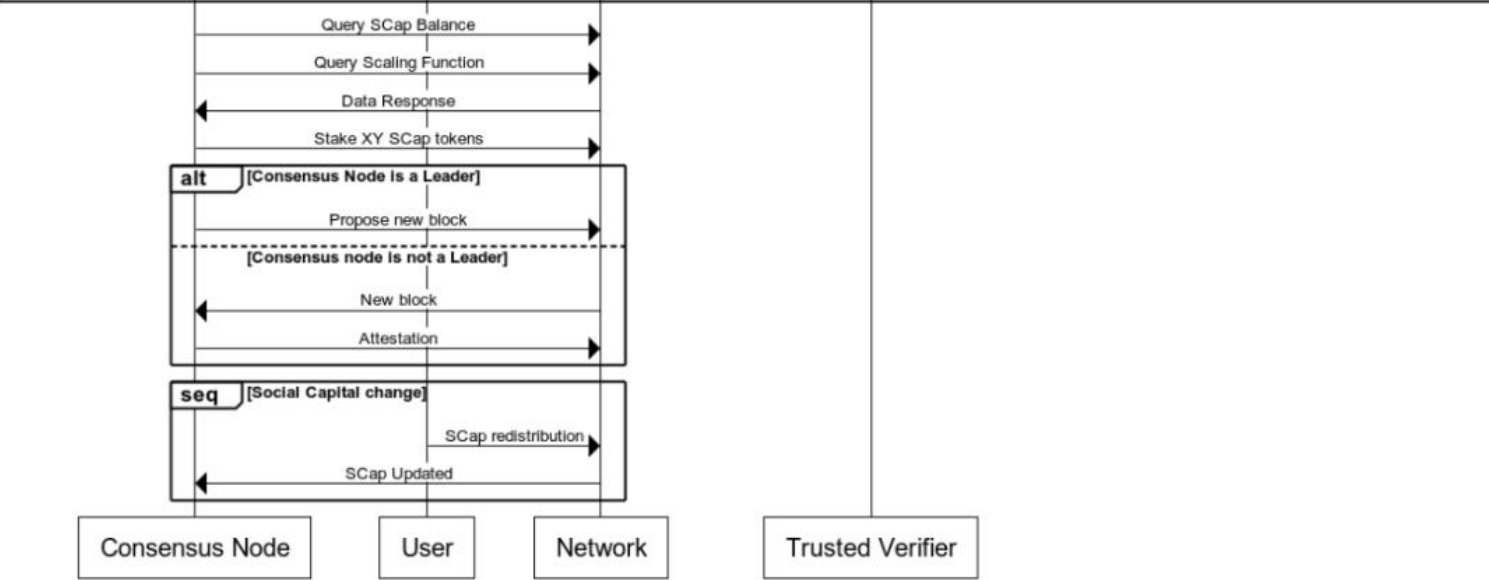 Query SCap Balance
Query Scaling Function
Data Response
Stake XY SCap tokens
alt [Consensus Node is a Leader]
Propose new block
[Consensus node is not a Leader]
New block
Attestation
seq [Social Capital change]
SCap redistribution
SCap Updated
Consensus Node User Network Trusted Verifier